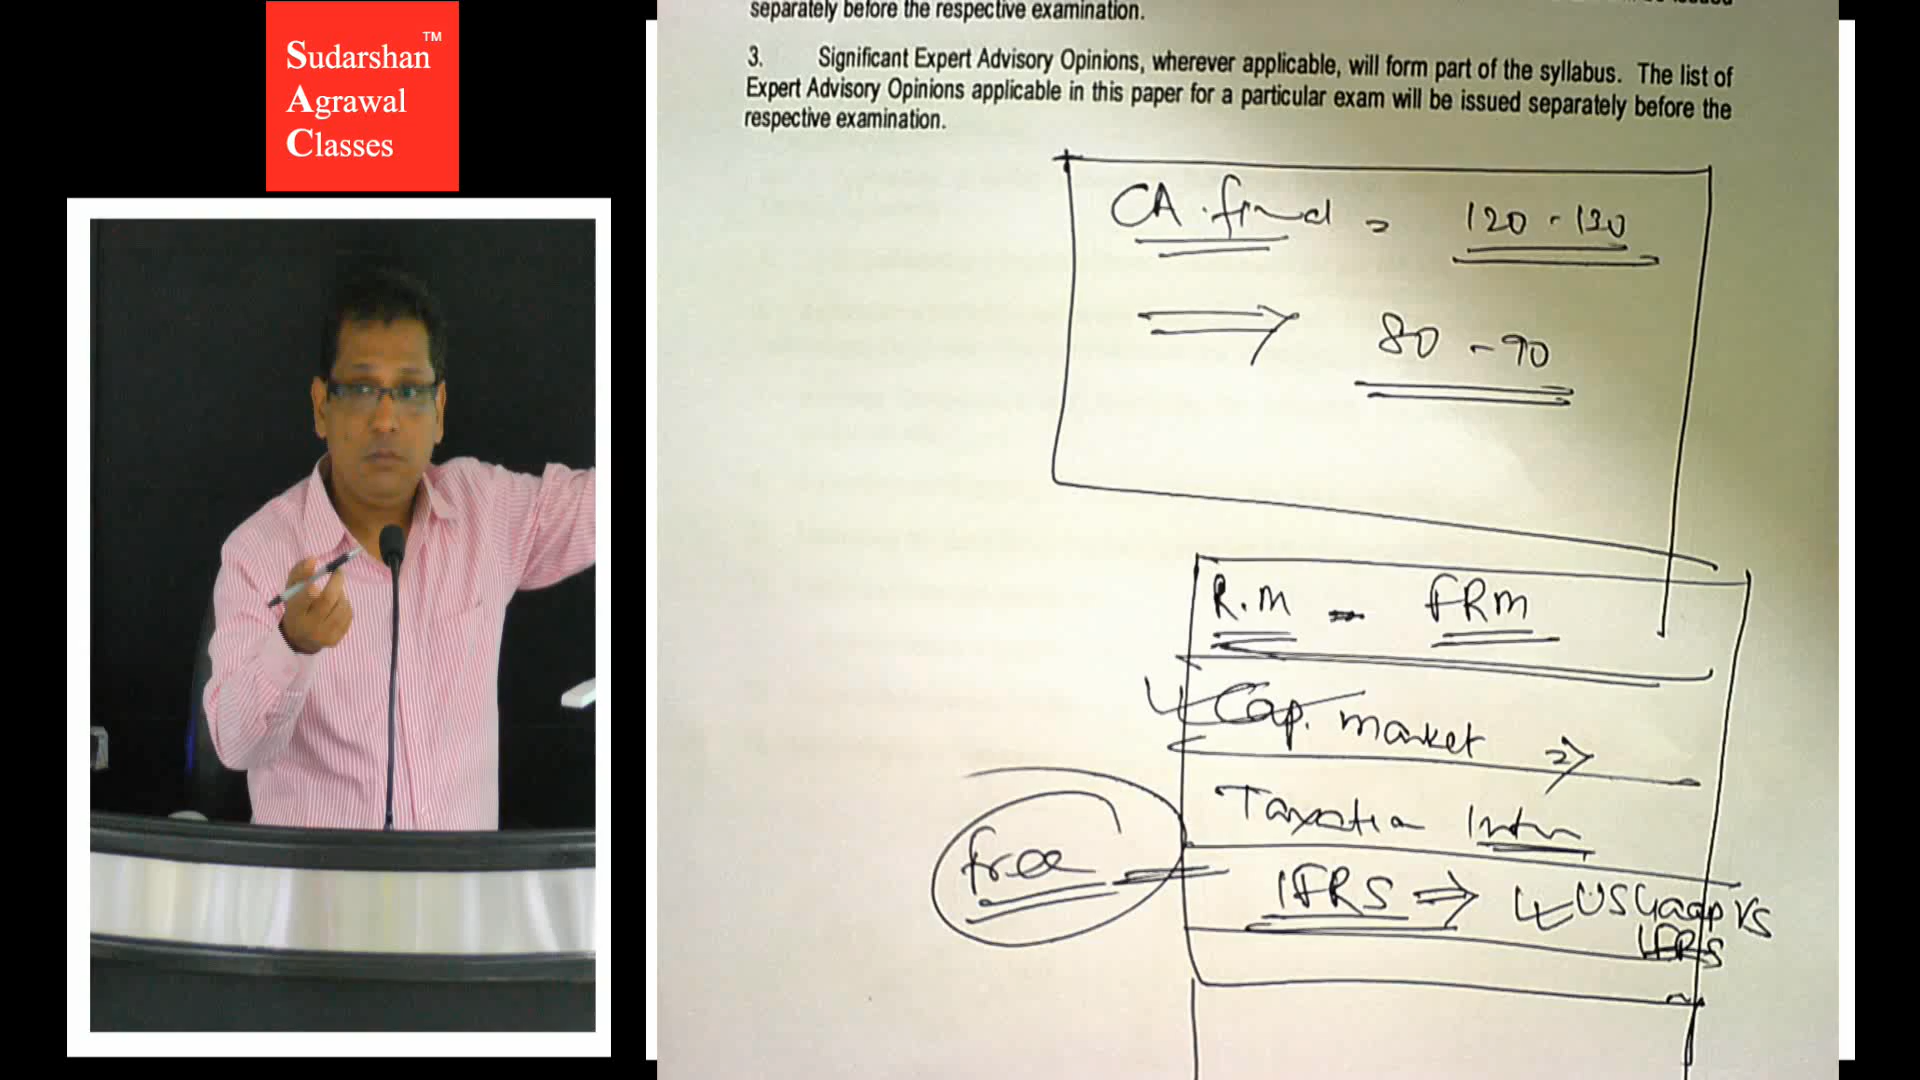 Sudarshan™
Agrawal
Classes
separately before the respective examination.
3. Significant Expert Advisory Opinions, wherever applicable, will form part of the syllabus. The list of
Expert Advisory Opinions applicable in this paper for a particular exam will be issued separately before the
respective examination.
CA. final = 120 - 130
⇒ 80 - 90
R.M - FRM
Cap. market ⇒
Taxation Intn
free
IFRS ⇒ US Gaap VS
IFRS